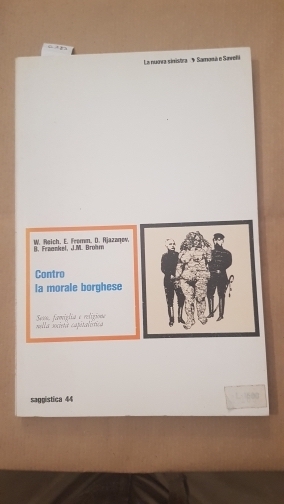 La nuova sinistra Samonà e Savelli
W. Reich, E. Fromm, D. Rjazanov,
B. Fraenkel, J.M. Brohm
Contro
la morale borghese
Sesso, famiglia e religione
nella società capitalistica
saggistica 44